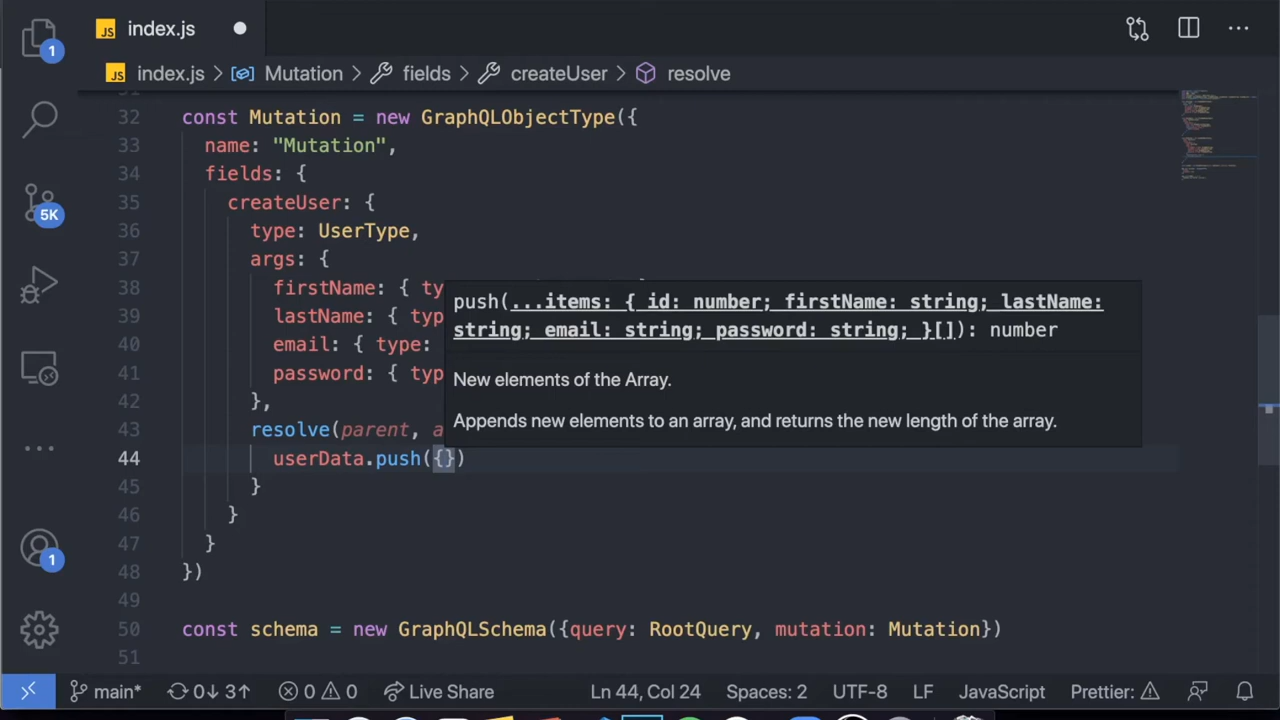 JS index.js
1
JS index.js > Mutation > fields > createUser > resolve
31
32 const Mutation = new GraphQLObjectType({
33 name: "Mutation",
34 fields: {
35 createUser: {
5K
36 type: UserType,
37 args: {
38 firstName: { ty
push(...items: { id: number; firstName: string; lastName:
39 lastName: { typ
string; email: string; password: string; }[]): number
40 email: { type:
41 password: { typ
New elements of the Array.
42 },
Appends new elements to an array, and returns the new length of the array.
43 resolve(parent, a
44 userData.push({})
45 }
46 }
47 }
1
48 })
49
50 const schema = new GraphQLSchema({query: RootQuery, mutation: Mutation})
51
main* 0↓ 3↑ 0 0 Live Share Ln 44, Col 24 Spaces: 2 UTF-8 LF JavaScript Prettier: